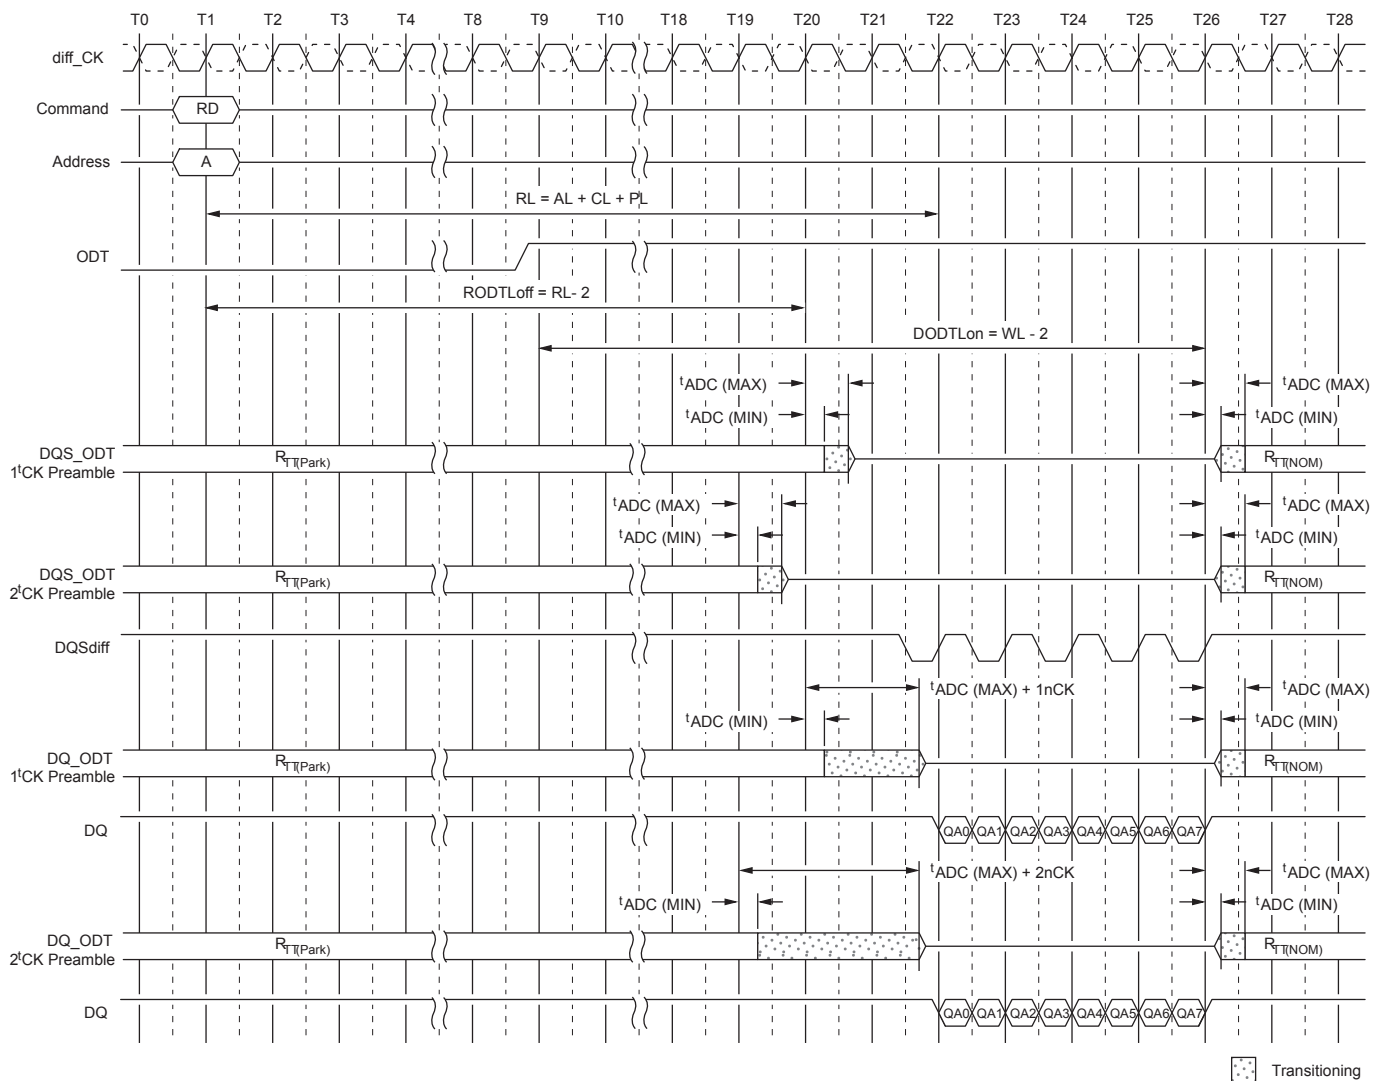 T0 T1 T2 T3 T4 T8 T9 T10 T18 T19 T20 T21 T22 T23 T24 T25 T26 T27 T28
diff_CK
Command RD
Address A
RL = AL + CL + PL
ODT
RODTLoff = RL- 2
DODTLon = WL - 2
tADC (MAX) tADC (MAX)
tADC (MIN) tADC (MIN)
DQS_ODT
1tCK Preamble
RTT(Park) RTT(NOM)
tADC (MAX) tADC (MAX)
tADC (MIN) tADC (MIN)
DQS_ODT
2tCK Preamble
RTT(Park) RTT(NOM)
DQSdiff
tADC (MAX) + 1nCK tADC (MAX)
tADC (MIN) tADC (MIN)
DQ_ODT
1tCK Preamble
RTT(Park) RTT(NOM)
DQ QA0 QA1 QA2 QA3 QA4 QA5 QA6 QA7
tADC (MAX) + 2nCK tADC (MAX)
tADC (MIN) tADC (MIN)
DQ_ODT
2tCK Preamble
RTT(Park) RTT(NOM)
DQ QA0 QA1 QA2 QA3 QA4 QA5 QA6 QA7
Transitioning